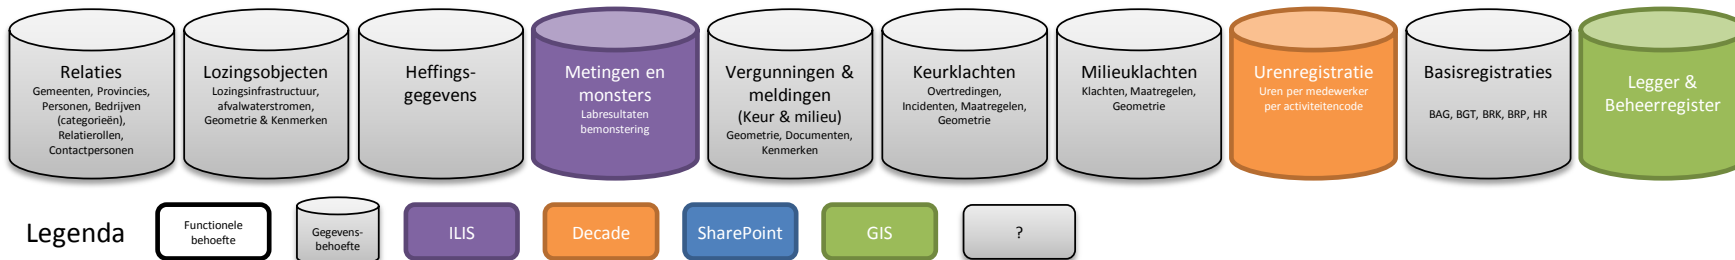 Relaties
Gemeenten, Provincies,
Personen, Bedrijven
(categorieën),
Relatierollen,
Contactpersonen
Lozingsobjecten
Lozingsinfrastructuur,
afvalwaterstromen,
Geometrie & Kenmerken
Heffings-
gegevens
Metingen en
monsters
Labresultaten
bemonstering
Vergunningen &
meldingen
(Keur & milieu)
Geometrie, Documenten,
Kenmerken
Keurklachten
Overtredingen,
Incidenten, Maatregelen,
Geometrie
Milieuklachten
Klachten, Maatregelen,
Geometrie
Urenregistratie
Uren per medewerker
per activiteitencode
Basisregistraties
BAG, BGT, BRK, BRP, HR
Legger &
Beheerregister
Legenda
Functionele
behoefte
Gegevens-
behoefte
ILIS
Decade
SharePoint
GIS
?